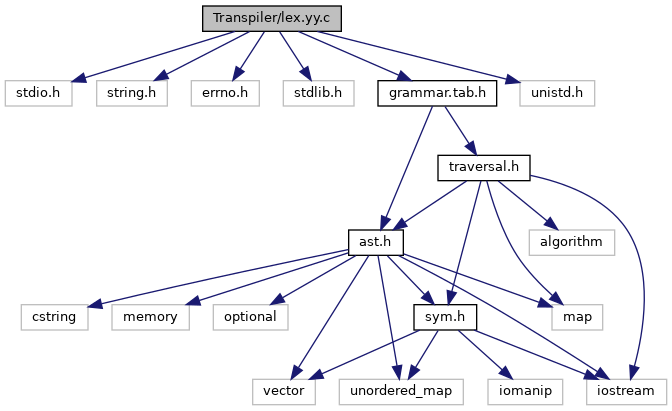 Transpiler/lex.yy.c
stdio.h
string.h
errno.h
stdlib.h
grammar.tab.h
unistd.h
traversal.h
ast.h
algorithm
cstring
memory
optional
sym.h
map
vector
unordered_map
iomanip
iostream